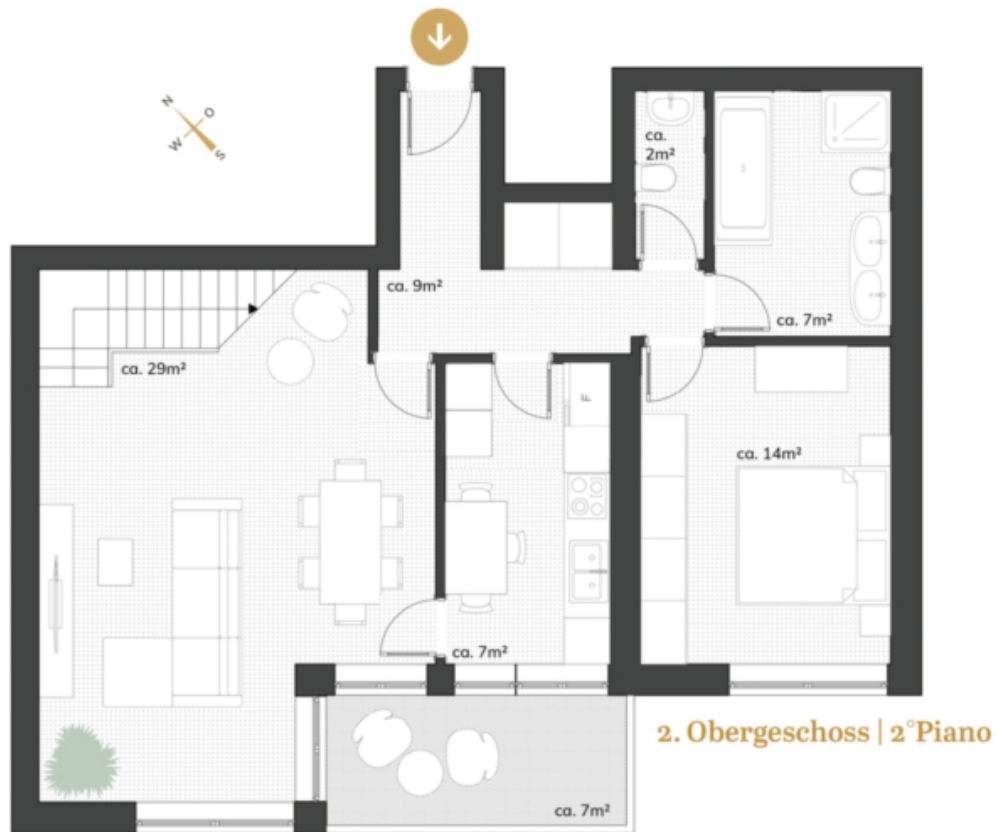 N
O
W
S
ca.
2m²
ca. 9m²
ca. 7m²
ca. 29m²
F
ca. 14m²
ca. 7m²
2. Obergeschoss | 2°Piano
ca. 7m²